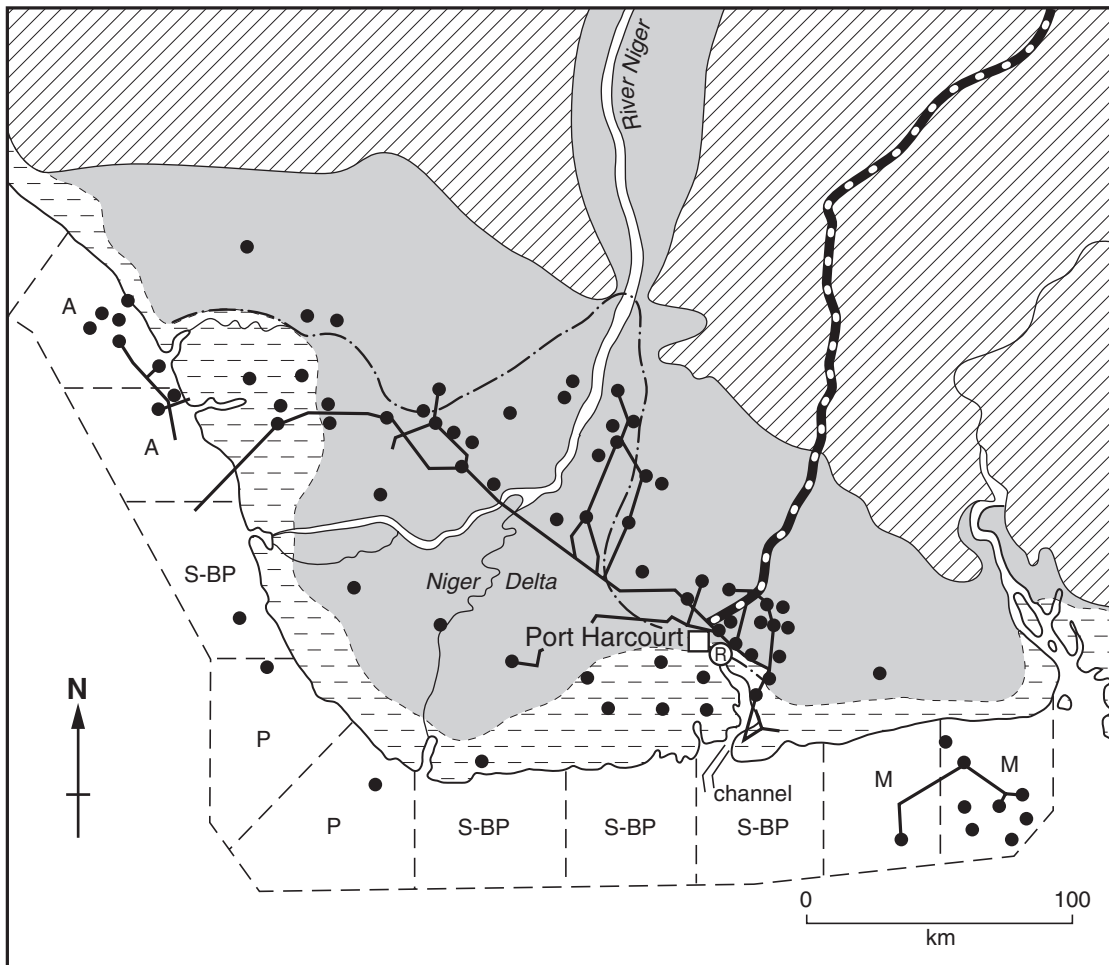 River Niger
A
A
S-BP
Niger Delta
Port Harcourt
R
N
P
P
S-BP
S-BP
S-BP
channel
M
M
0 100
km